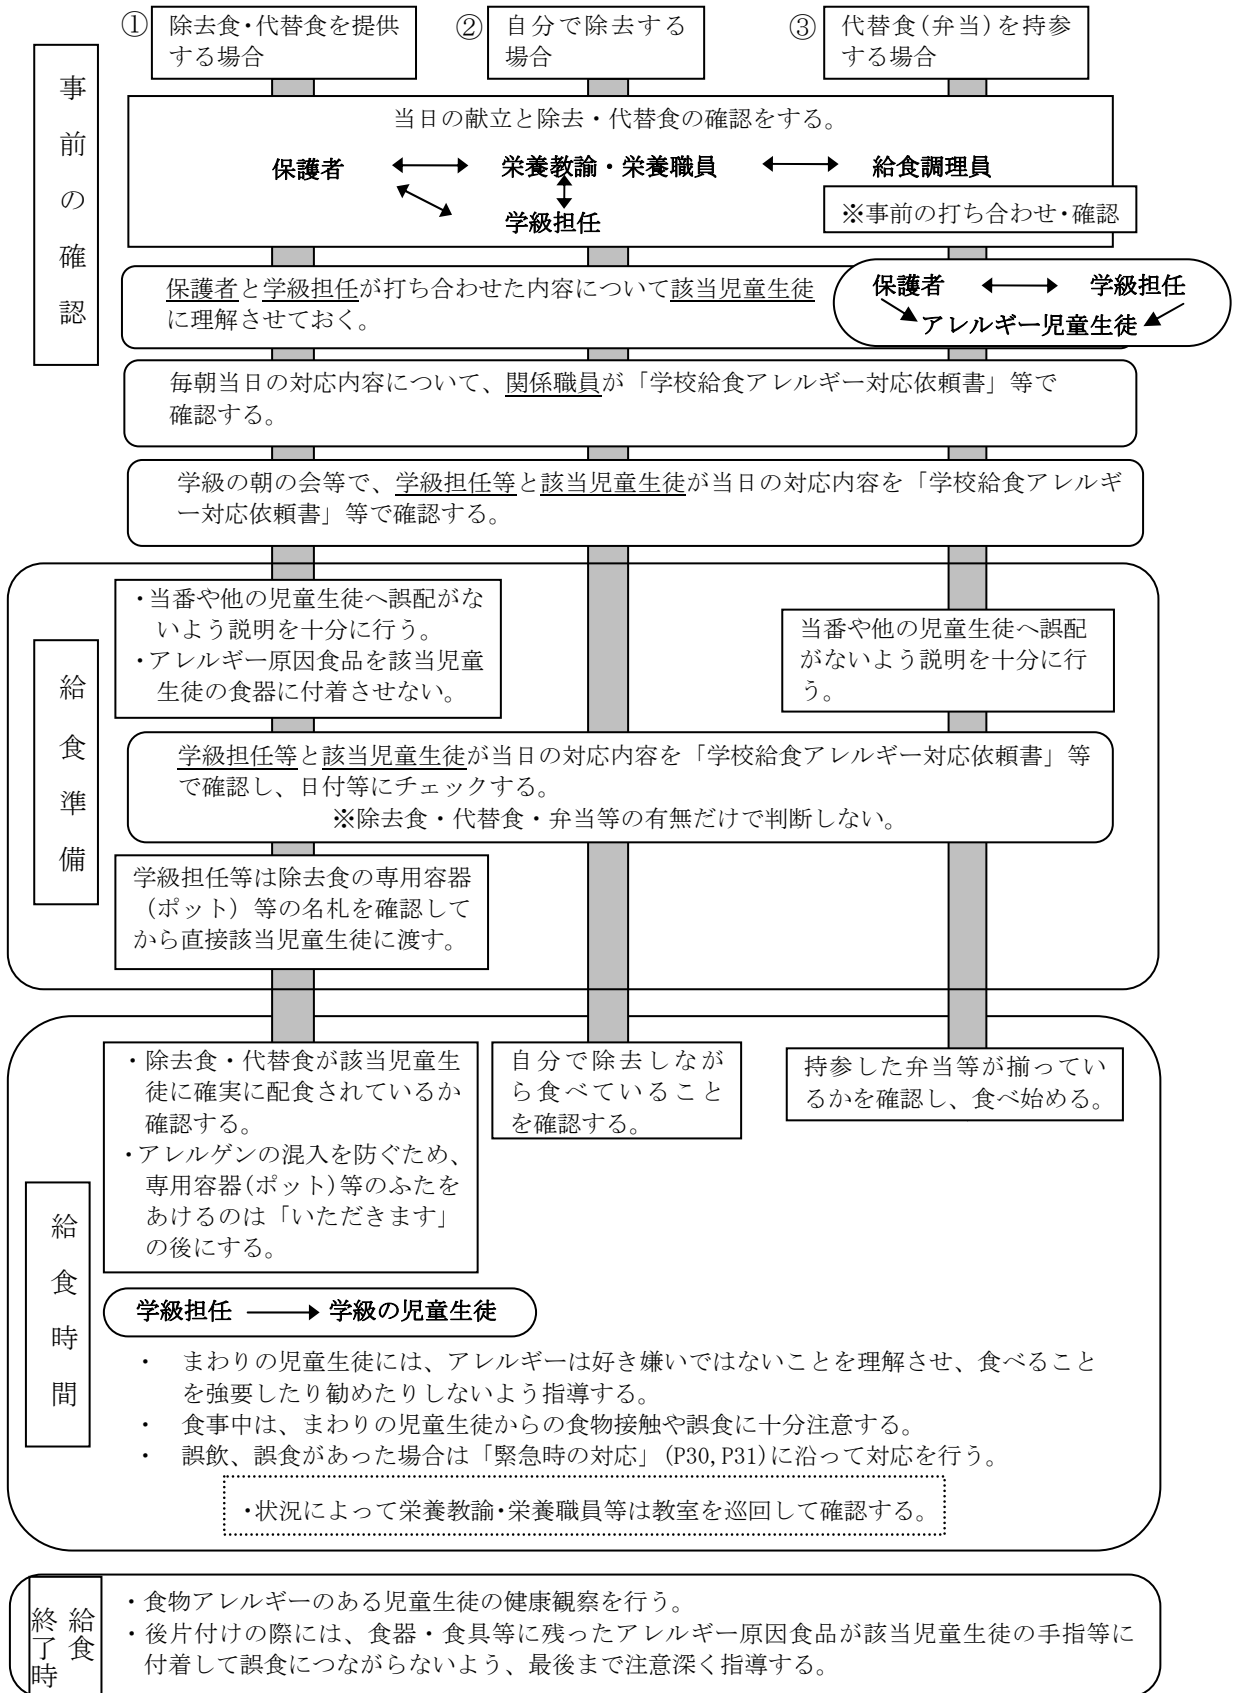 ① 除去食・代替食を提供
する場合
② 自分で除去する
場合
③ 代替食(弁当)を持参
する場合
事前の確認
当日の献立と除去・代替食の確認をする。
保護者 栄養教諭・栄養職員 給食調理員
学級担任
※事前の打ち合わせ・確認
保護者と学級担任が打ち合わせた内容について該当児童生徒
に理解させておく。
保護者 学級担任
アレルギー児童生徒
毎朝当日の対応内容について、関係職員が「学校給食アレルギー対応依頼書」等で
確認する。
学級の朝の会等で、学級担任等と該当児童生徒が当日の対応内容を「学校給食アレルギ
ー対応依頼書」等で確認する。
給食準備
・当番や他の児童生徒へ誤配がな
いよう説明を十分に行う。
・アレルギー原因食品を該当児童
生徒の食器に付着させない。
当番や他の児童生徒へ誤配
がないよう説明を十分に行
う。
学級担任等と該当児童生徒が当日の対応内容を「学校給食アレルギー対応依頼書」等
で確認し、日付等にチェックする。
※除去食・代替食・弁当等の有無だけで判断しない。
学級担任等は除去食の専用容器
(ポット)等の名札を確認して
から直接該当児童生徒に渡す。
給食時間
・除去食・代替食が該当児童生
徒に確実に配食されているか
確認する。
・アレルゲンの混入を防ぐため、
専用容器(ポット)等のふたを
あけるのは「いただきます」
の後にする。
自分で除去しなが
ら食べていること
を確認する。
持参した弁当等が揃ってい
るかを確認し、食べ始める。
学級担任 学級の児童生徒
・ まわりの児童生徒には、アレルギーは好き嫌いではないことを理解させ、食べること
を強要したり勧めたりしないよう指導する。
・ 食事中は、まわりの児童生徒からの食物接触や誤食に十分注意する。
・ 誤飲、誤食があった場合は「緊急時の対応」(P30,P31)に沿って対応を行う。
・状況によって栄養教諭・栄養職員等は教室を巡回して確認する。
給食
終了時
・食物アレルギーのある児童生徒の健康観察を行う。
・後片付けの際には、食器・食具等に残ったアレルギー原因食品が該当児童生徒の手指等に
付着して誤食につながらないよう、最後まで注意深く指導する。